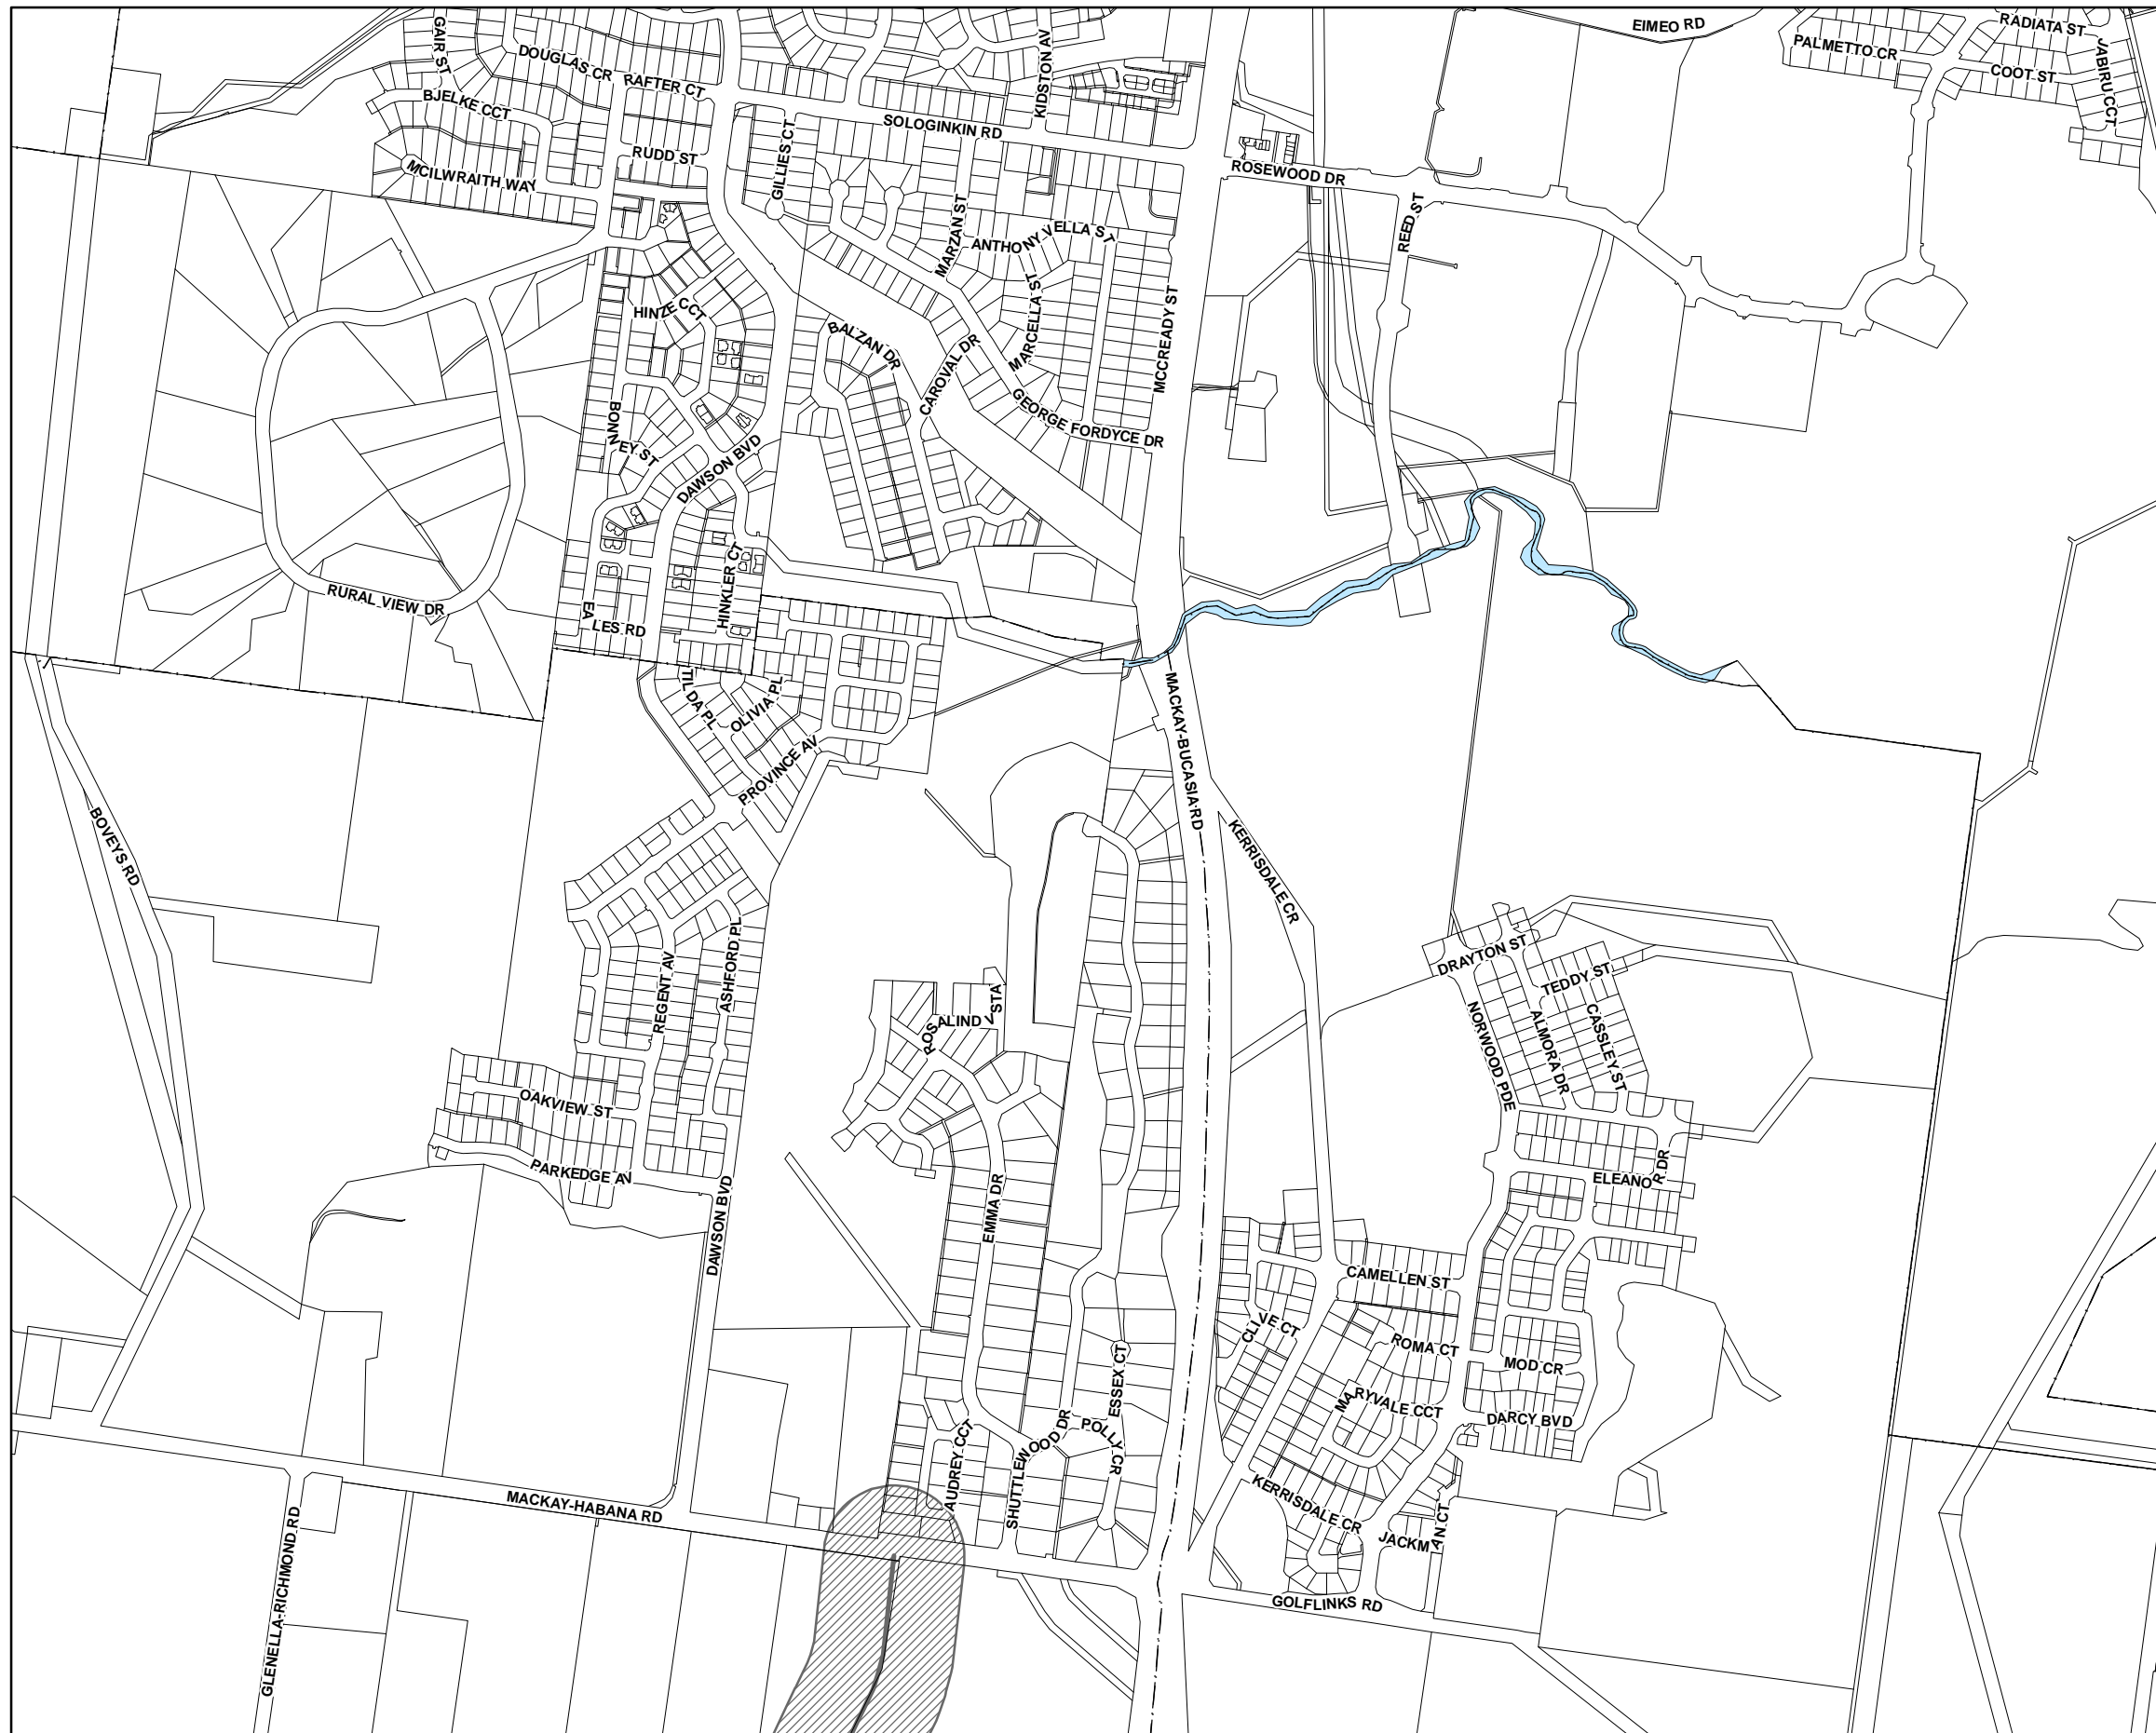 GAIR ST
DOUGLAS CR
RAFTER CT
KIDSTON AV
EIMEO RD
RADIATA ST
PALMETTO CR
COOT ST
JABIRU CCT
BJELKE CCT
SOLOGINKIN RD
RUDD ST
GILLIES CT
MCILWRAITH WAY
ROSEWOOD DR
MARZAN ST
ANTHONY VELLA ST
REED ST
HINZE CCT
MARCELLA ST
MCCREADY ST
BALZAN DR
CAROVAL DR
GEORGE FORDYCE DR
BONNEY ST
DAWSON BVD
HINKLER CT
RURAL VIEW DR
EALES RD
TILDA PL
OLIVIA PL
PROVINCE AV
MACKAY-BUCASIA RD
BOVEYS RD
KERRISDALE CR
ASHFORD PL
REGENT AV
DRAYTON ST
TEDDY ST
NORWOOD PDE
ALMORA DR
CASSLEY ST
ROSALIND VSTA
OAKVIEW ST
PARKEDGE AV
DAWSON BVD
EMMA DR
ELEANOR DR
CAMELLEN ST
CLIVE CT
ROMA CT
MOD CR
ESSEX CT
MARYVALE CCT
DARCY BVD
POLLY CR
AUDREY CCT
SHUTTLEWOOD DR
MACKAY-HABANA RD
KERRISDALE CR
JACKMAN CT
GLENELLA-RICHMOND RD
GOLFLINKS RD